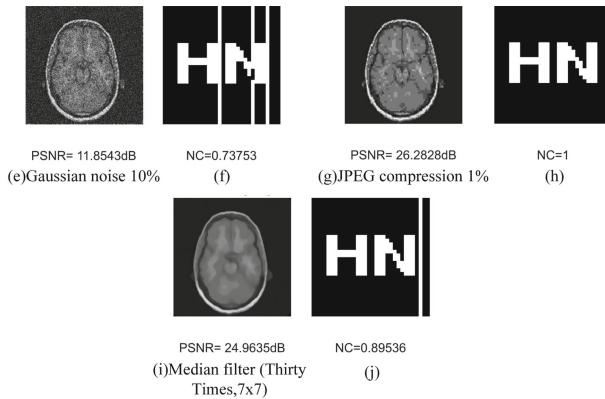 HN
HN
PSNR= 11.8543dB NC=0.73753 PSNR= 26.2828dB NC=1
(e)Gaussian noise 10% (f) (g)JPEG compression 1% (h)
HN
PSNR= 24.9635dB NC=0.89536
(i)Median filter (Thirty
Times,7x7) (j)